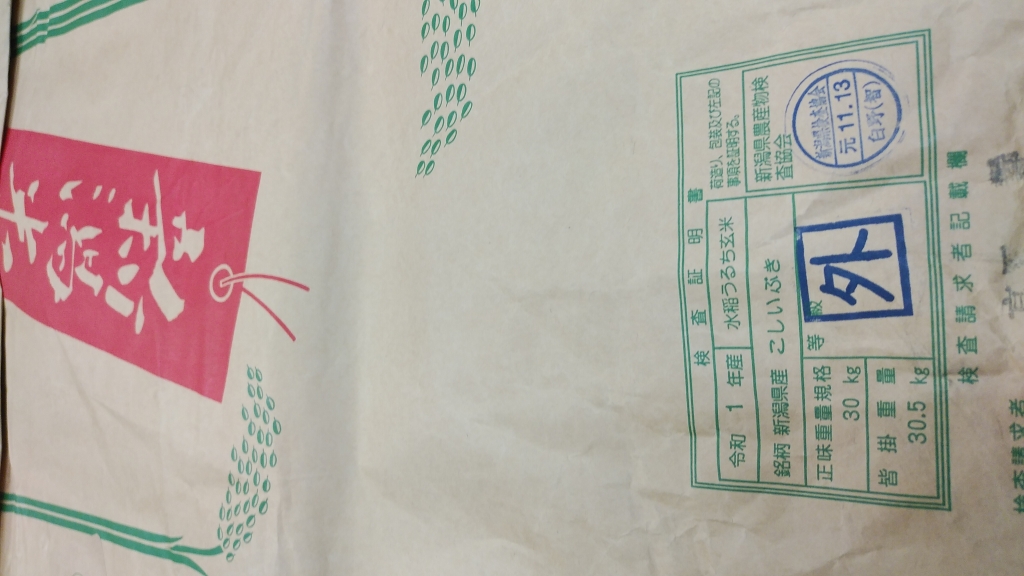 検査証明書
令和 1 年産 水稲うるち玄米
銘柄 新潟県産 こしいぶき
正味重量規格
30 kg
皆掛重量
30.5 kg
等級
外
荷造り、包装及び左記の
事項を証明する。
新潟県農産物検
査協会
元 11.13
検査請求者記載欄
検査請求者